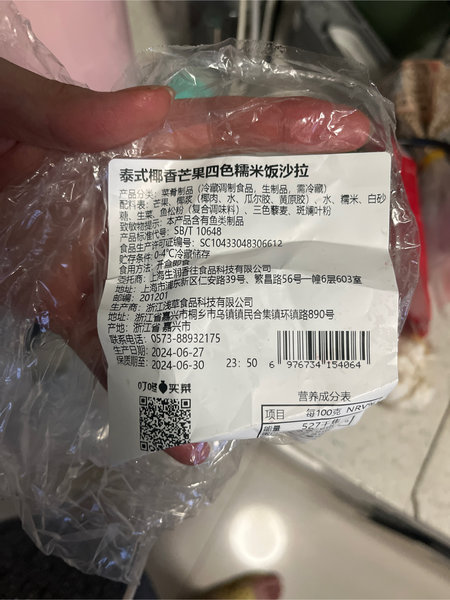 泰式椰香芒果四色糯米饭沙拉
产品分类：菜肴制品（冷藏调制食品，生制品，需冷藏）
配料表：芒果、椰浆（椰肉、水、瓜尔胶、黄原胶）、水、糯米、白砂
糖、生菜、鱼松粉（复合调味料）、三色藜麦、斑斓叶粉
致敏物提示：本产品含有鱼类制品
产品标准代号：SB/T 10648
食品生产许可证编号：SC10433048306612
贮存条件：0-4℃冷藏储存
食用方法：开盒即食
委托商：上海生润香往食品科技有限公司
地址：上海市浦东新区仁安路39号、繁昌路56号一幢6层603室
邮编：201201
生产商：浙江浅草食品科技有限公司
地址：浙江省嘉兴市桐乡市乌镇镇民合集镇环镇路890号
产地：浙江省 嘉兴市
联系电话：0573-88932175
生产日期：2024-06-27 23：50
保质期至：2024-06-30
6 976734 154064
叮咚买菜
营养成分表
项目 每100克 NRV%
能量 527千焦